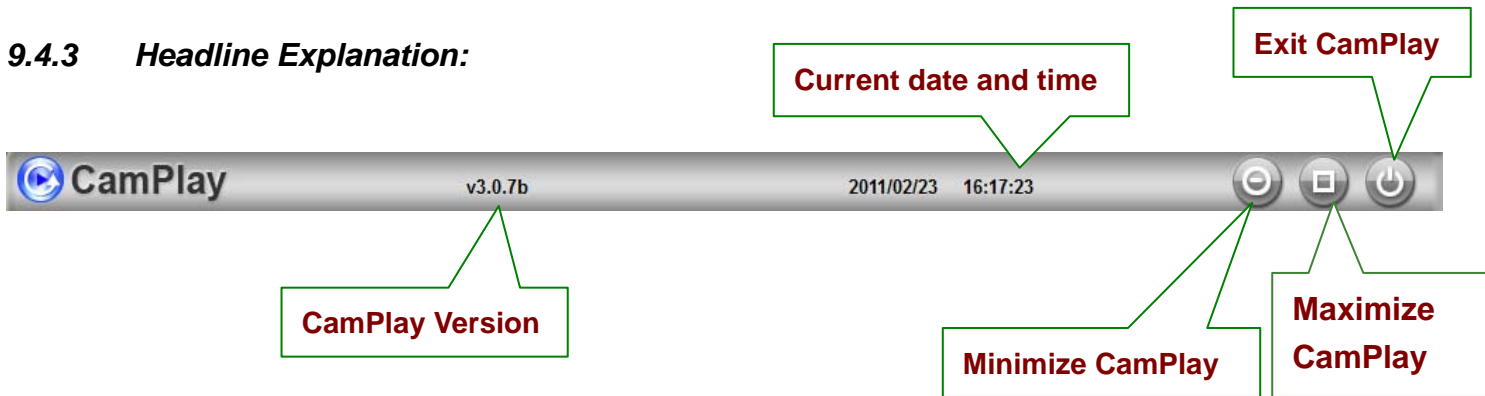 9.4.3 Headline Explanation:
Exit CamPlay
Current date and time
CamPlay v3.0.7b 2011/02/23 16:17:23
CamPlay Version
Minimize CamPlay
Maximize
CamPlay